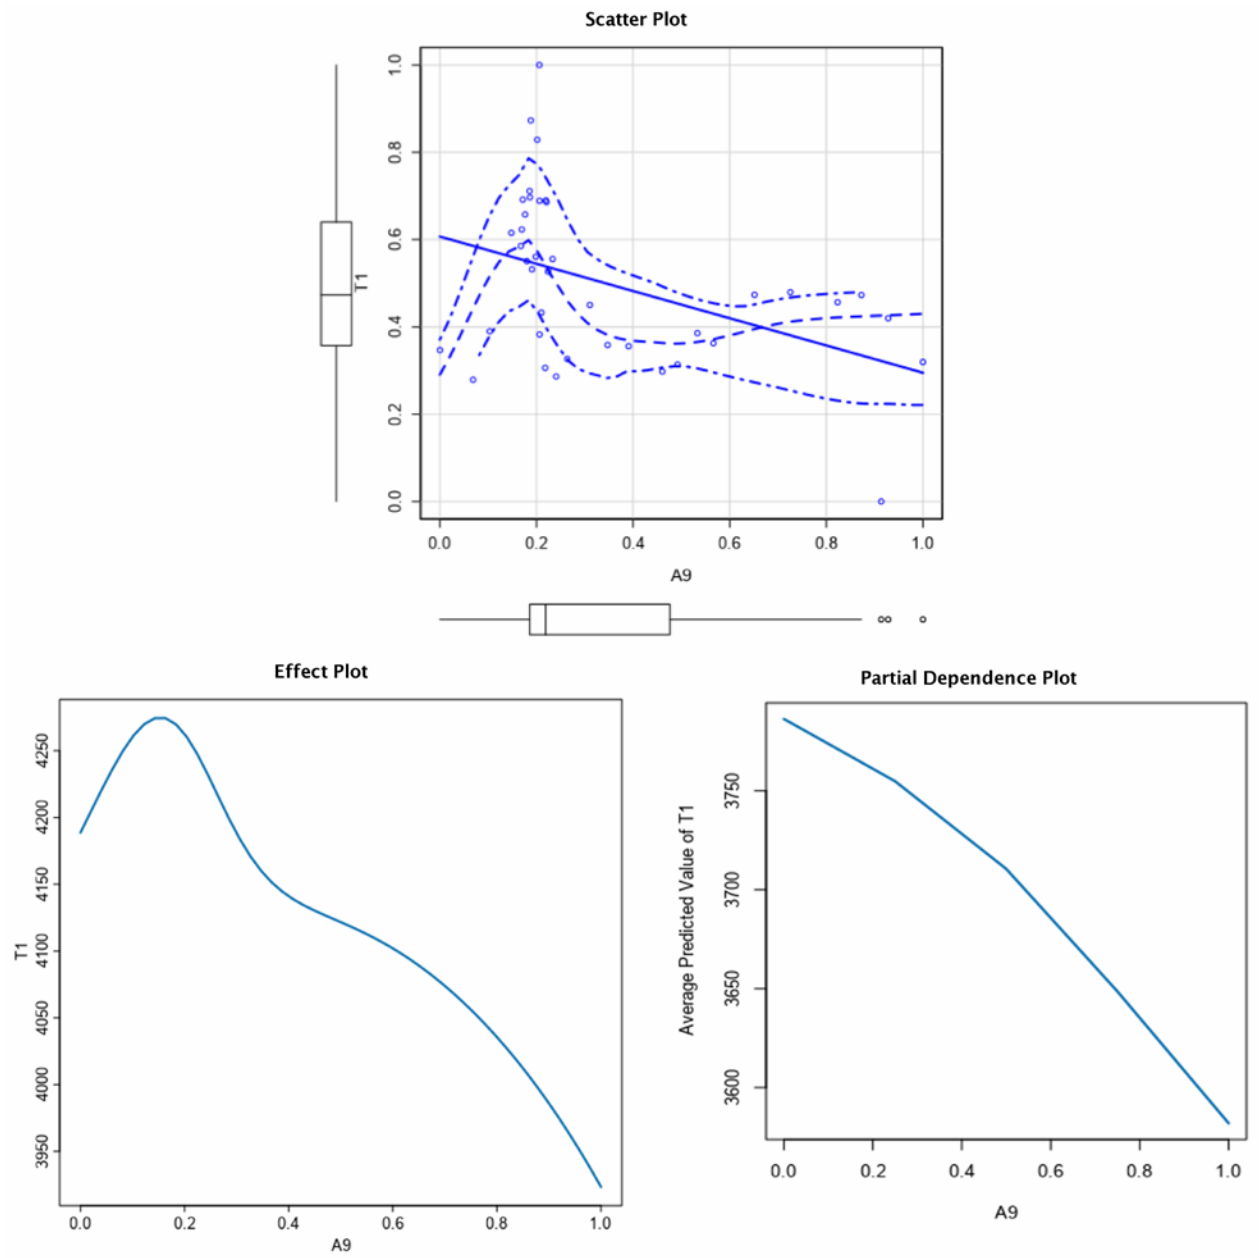 Scatter Plot
T1
1.0
0.8
0.6
0.4
0.2
0.0
0.0 0.2 0.4 0.6 0.8 1.0
A9
Effect Plot
T1
4250
4200
4150
4100
4050
4000
3950
0.0 0.2 0.4 0.6 0.8 1.0
A9
Partial Dependence Plot
Average Predicted Value of T1
3750
3700
3650
3600
0.0 0.2 0.4 0.6 0.8 1.0
A9